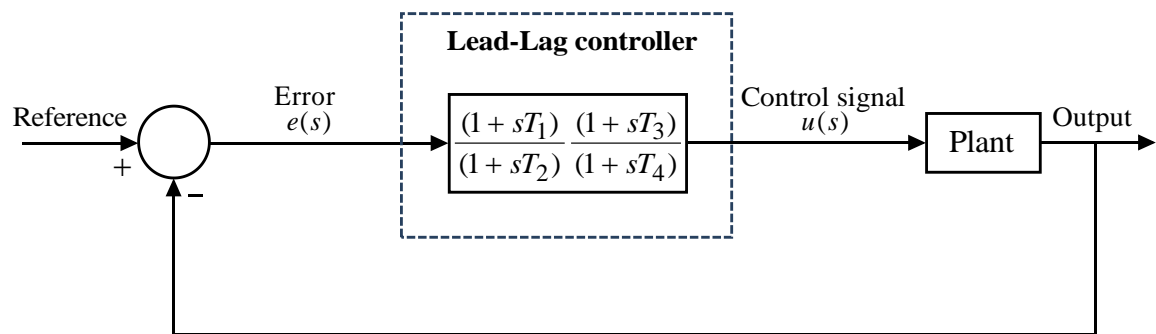 Lead-Lag controller
Reference
+
−
Error
e(s)
(1 + sT₁) (1 + sT₃)
(1 + sT₂) (1 + sT₄)
Control signal
u(s)
Plant
Output